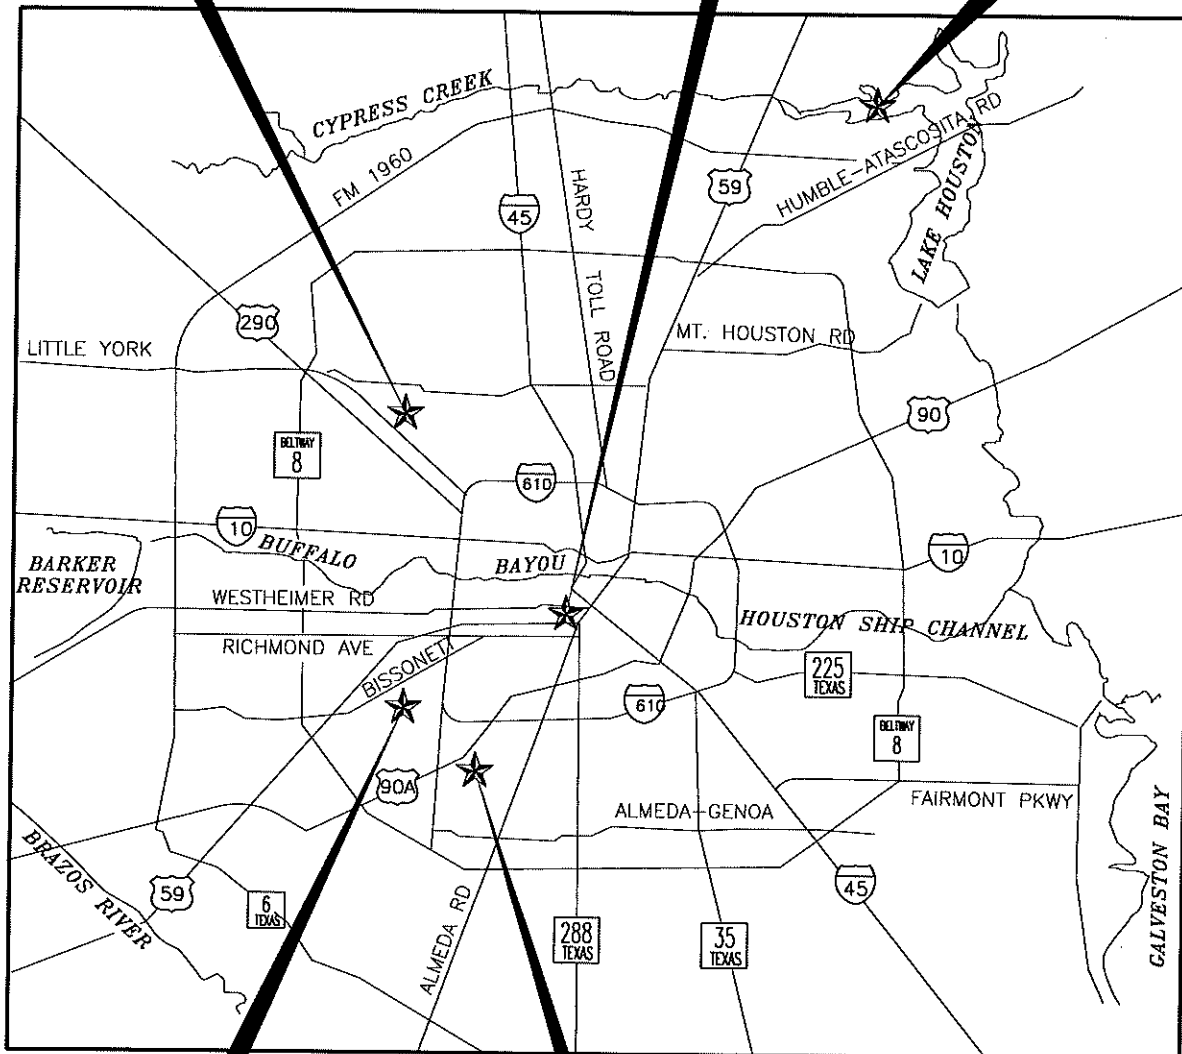 CYPRESS CREEK
HUMBLE-ATASCOSITA RD
FM 1960
HARDY TOLL ROAD
45
59
LAKE HOUSTON
290
MT. HOUSTON RD
LITTLE YORK
90
BELTWAY
8
610
10
BUFFALO BAYOU
10
BARKER
RESERVOIR
WESTHEIMER RD
HOUSTON SHIP CHANNEL
RICHMOND AVE
BISSONETT
225
TEXAS
610
BELTWAY
8
90A
FAIRMONT PKWY
ALMEDA-GENOA
GALVESTON BAY
BRAZOS RIVER
59
6
TEXAS
ALMEDA RD
45
288
TEXAS
35
TEXAS